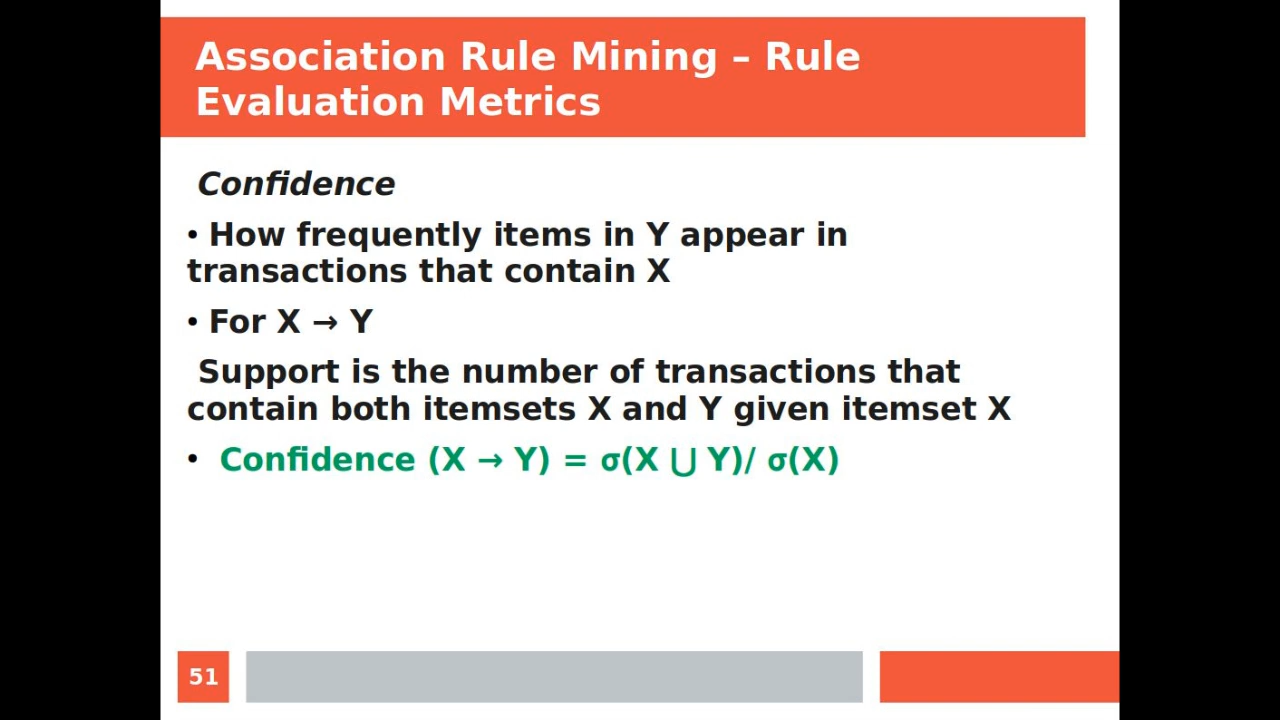 Association Rule Mining – Rule
Evaluation Metrics
Confidence
• How frequently items in Y appear in
transactions that contain X
• For X → Y
Support is the number of transactions that
contain both itemsets X and Y given itemset X
• Confidence (X → Y) = σ(X ⋃ Y)/ σ(X)
51